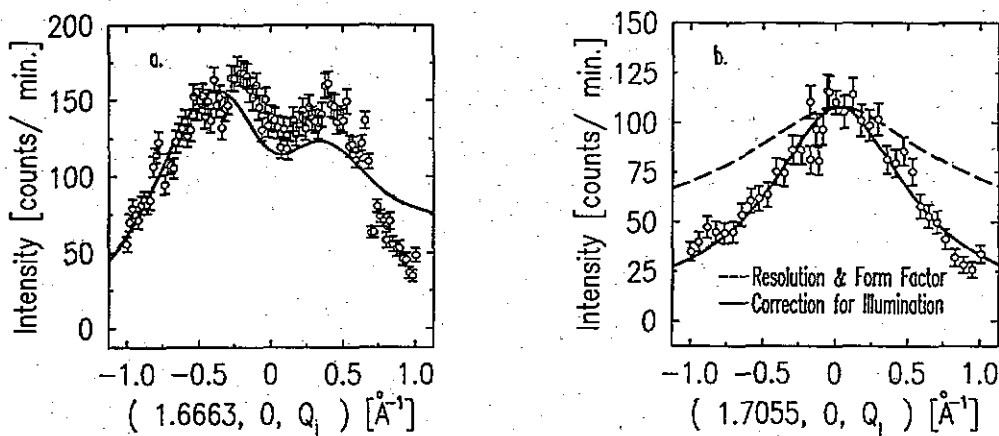 200
150
100
50
0
Intensity [counts/ min.]
a.
-1.0 -0.5 0 0.5 1.0
( 1.6663, 0, Q_l ) [Å⁻¹]
150
125
100
75
50
25
0
Intensity [counts/ min.]
b.
Resolution & Form Factor
Correction for Illumination
-1.0 -0.5 0 0.5 1.0
( 1.7055, 0, Q_l ) [Å⁻¹]